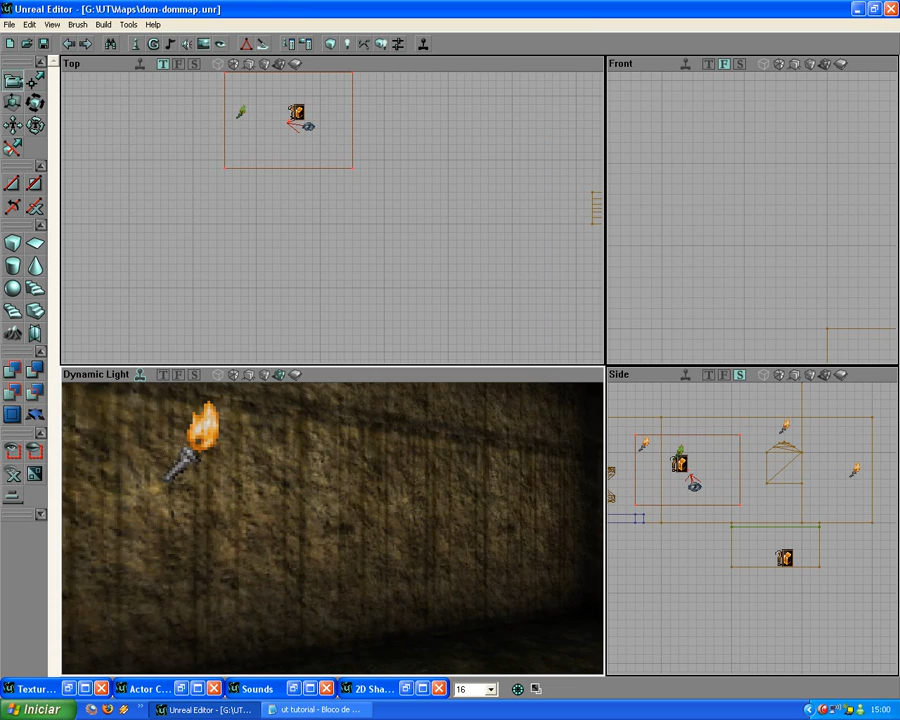 Unreal Editor - [G:\UT\Maps\dom-dommap.unr]
File Edit View Brush Build Tools Help
Top T F S
Front T F S
Dynamic Light T F S
Side T F S
Textur... Actor C... Sounds 2D Sha... 16
Iniciar Unreal Editor - [G:\UT... ut tutorial - Bloco de ... 15:00